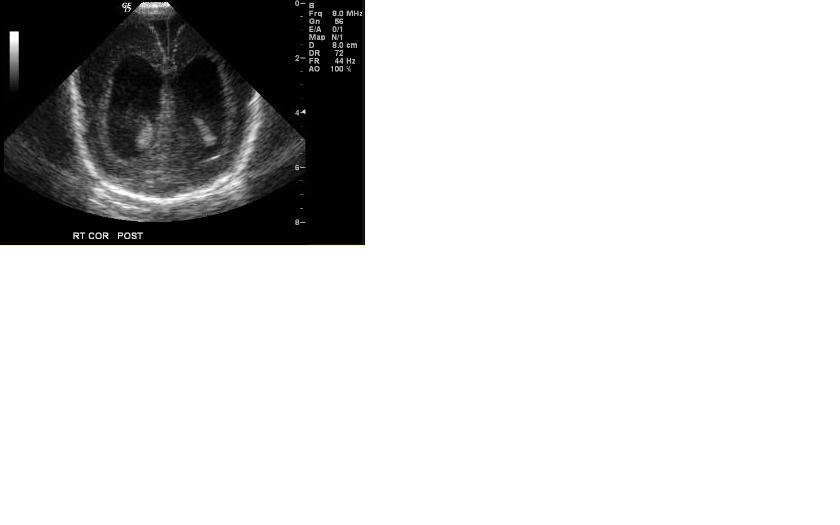 B
Frq 8.0 MHz
Gn 56
E/A 0/1
Map N/1
D 8.0 cm
DR 72
FR 44 Hz
AO 100 %
0
2
4
6
8
RT COR POST